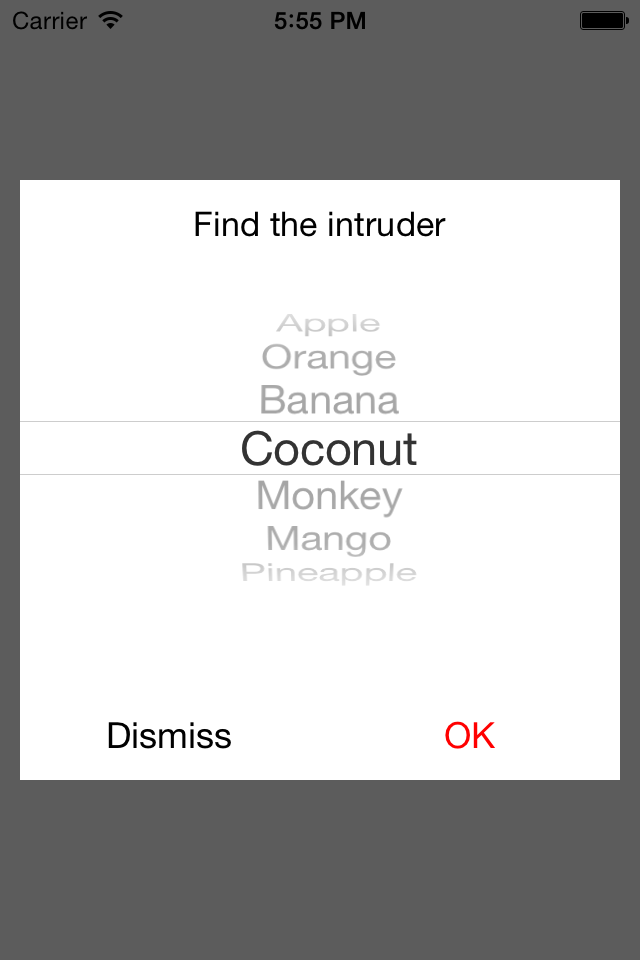 Carrier 5:55 PM
Find the intruder
Apple
Orange
Banana
Coconut
Monkey
Mango
Pineapple
Dismiss OK